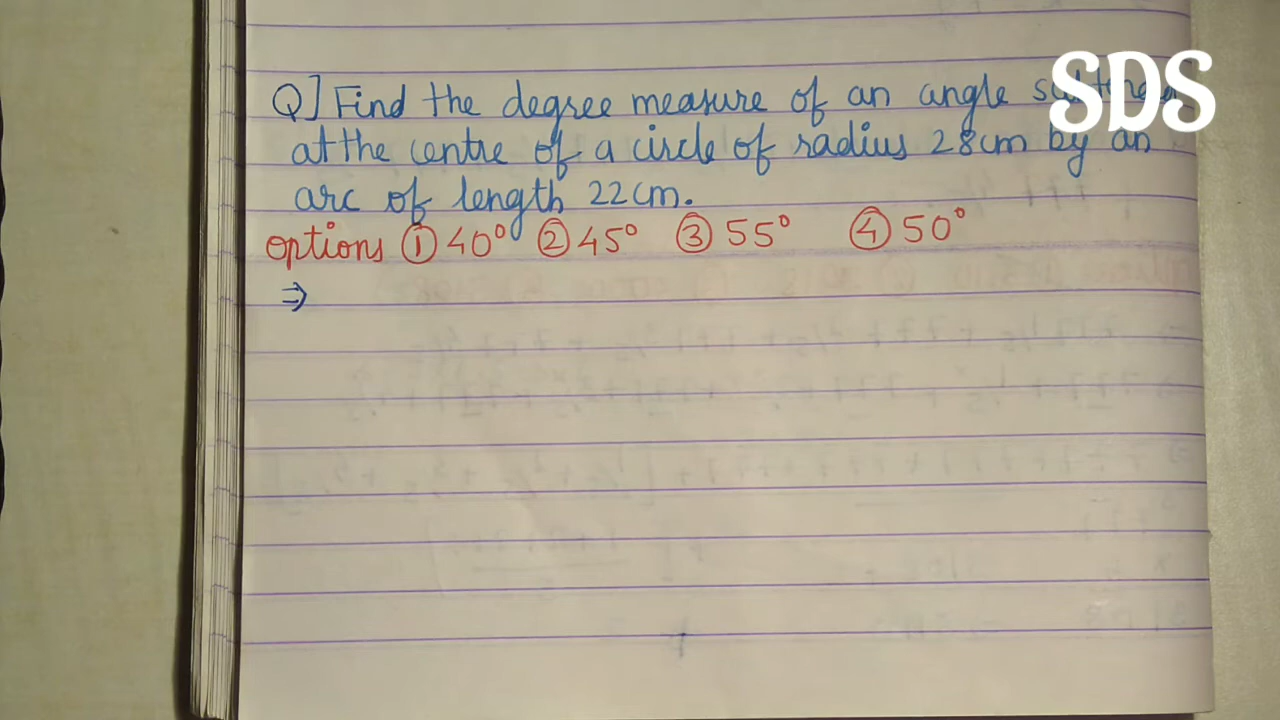 SDS
Q] Find the degree measure of an angle
at the centre of a circle of radius 28cm by an
arc of length 22cm.
options ① 40° ② 45° ③ 55° ④ 50°
⇒